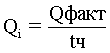 Qi = Qфакт / tч